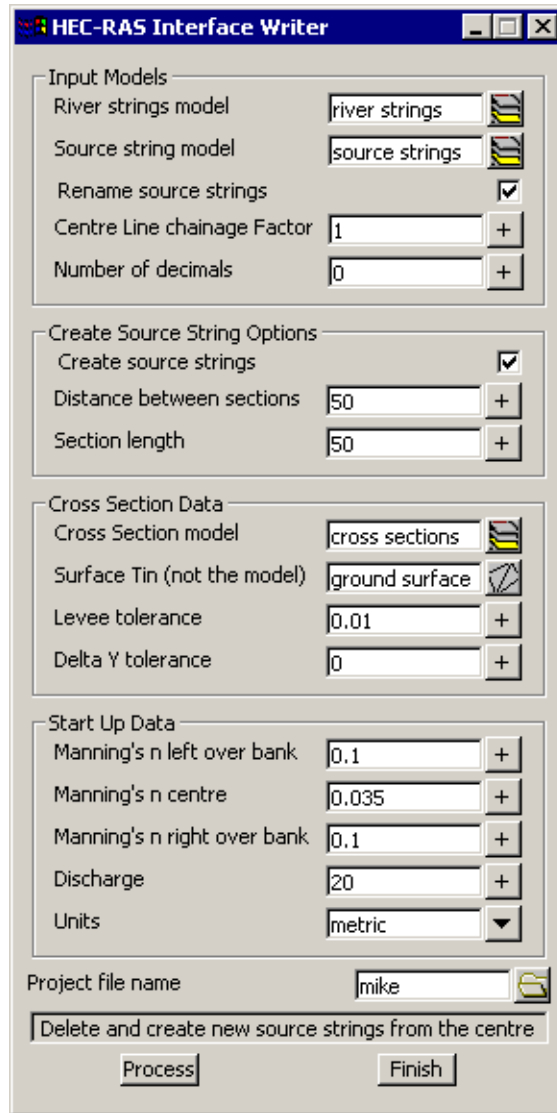 HEC-RAS Interface Writer
Input Models
River strings model river strings
Source string model source strings
Rename source strings
Centre Line chainage Factor 1
Number of decimals 0
Create Source String Options
Create source strings
Distance between sections 50
Section length 50
Cross Section Data
Cross Section model cross sections
Surface Tin (not the model) ground surface
Levee tolerance 0.01
Delta Y tolerance 0
Start Up Data
Manning's n left over bank 0.1
Manning's n centre 0.035
Manning's n right over bank 0.1
Discharge 20
Units metric
Project file name mike
Delete and create new source strings from the centre
Process Finish